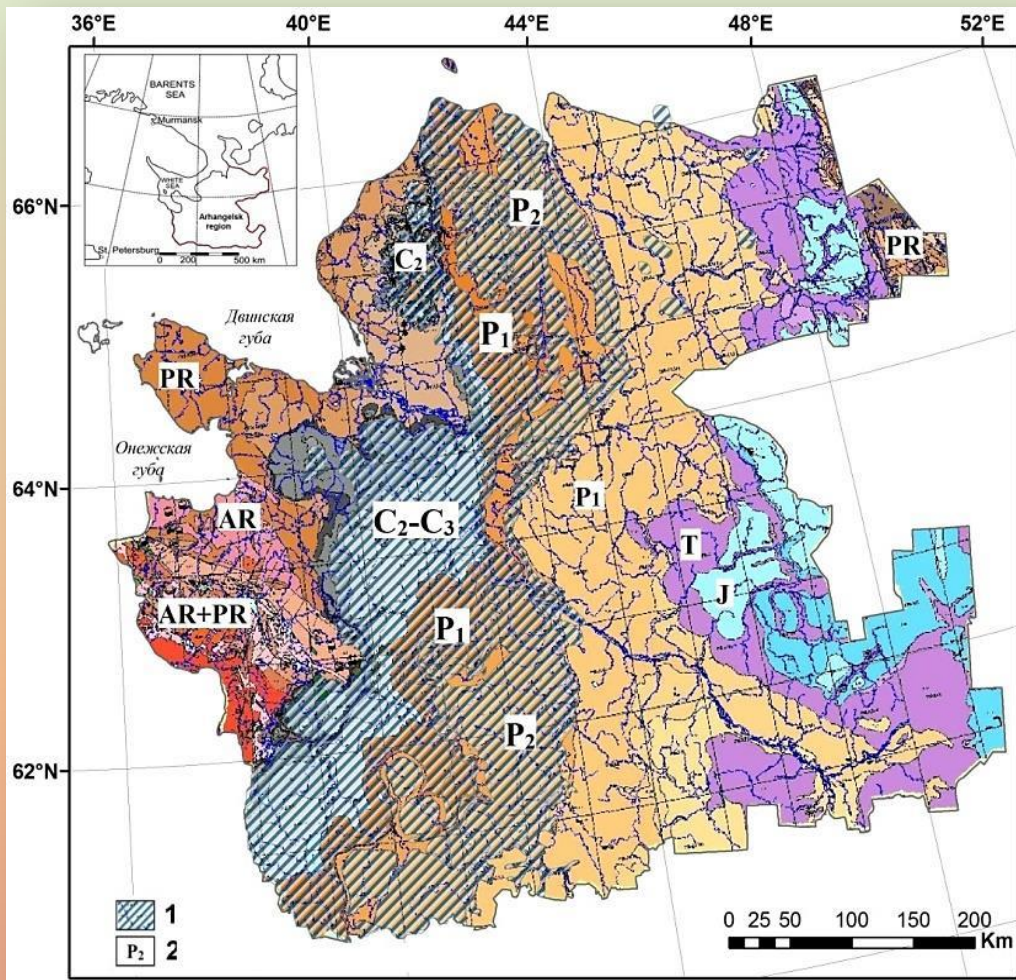 36°E
40°E
44°E
48°E
52°E
BARENTS
SEA
Murmansk
WHITE
SEA
Arhangelsk
region
St. Petersburg
0 200 500 km
66°N
64°N
62°N
P₂
PR
C₂
Двинская
губа
P₁
PR
Онежская
губа
AR
C₂-C₃
P₁
T
J
AR+PR
P₁
P₂
1
P₂ 2
0 25 50 100 150 200
Km